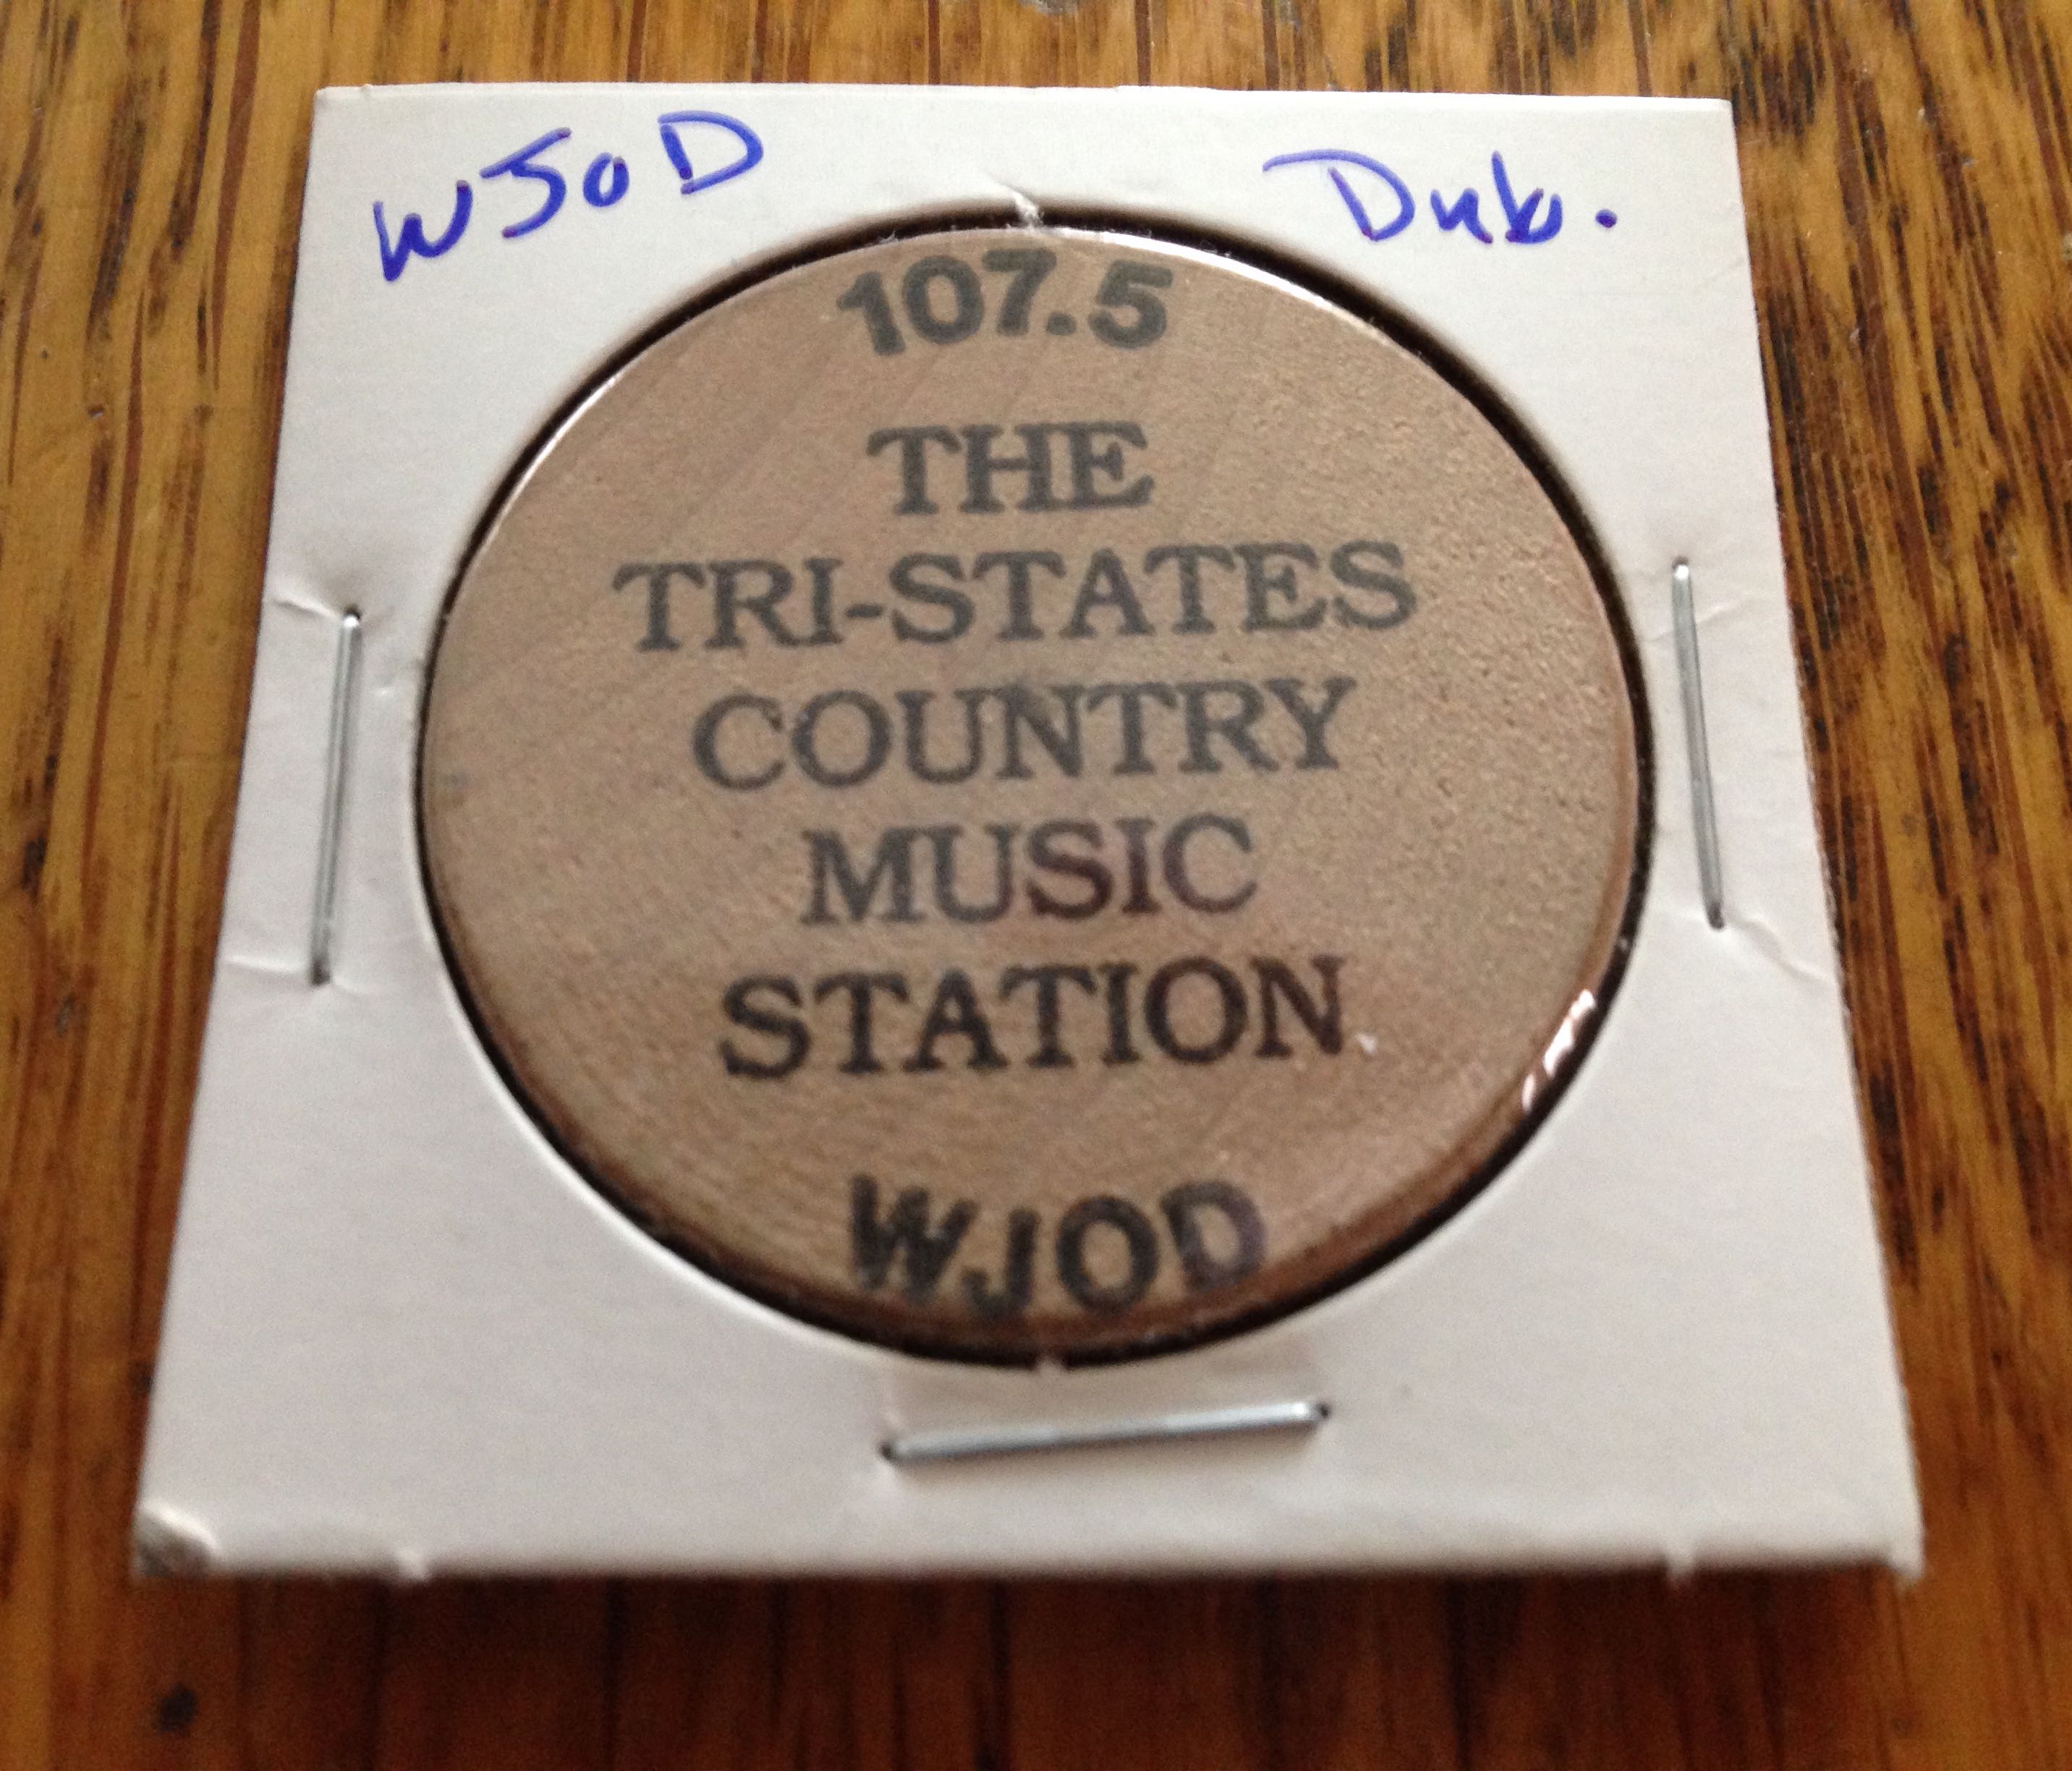 WJOD Dub.
107.5
THE
TRI-STATES
COUNTRY
MUSIC
STATION
WJOD